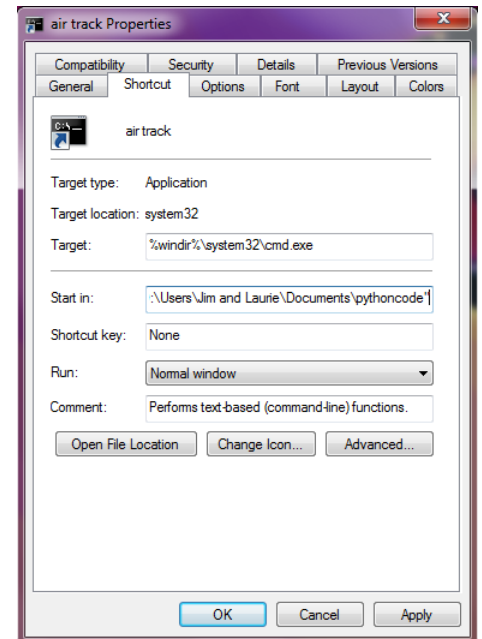 air track Properties
Compatibility Security Details Previous Versions
General Shortcut Options Font Layout Colors
C:\
air track
Target type: Application
Target location: system32
Target: %windir%\system32\cmd.exe
Start in: :\Users\Jim and Laurie\Documents\pythoncode"
Shortcut key: None
Run: Normal window
Comment: Performs text-based (command-line) functions.
Open File Location Change Icon... Advanced...
OK Cancel Apply